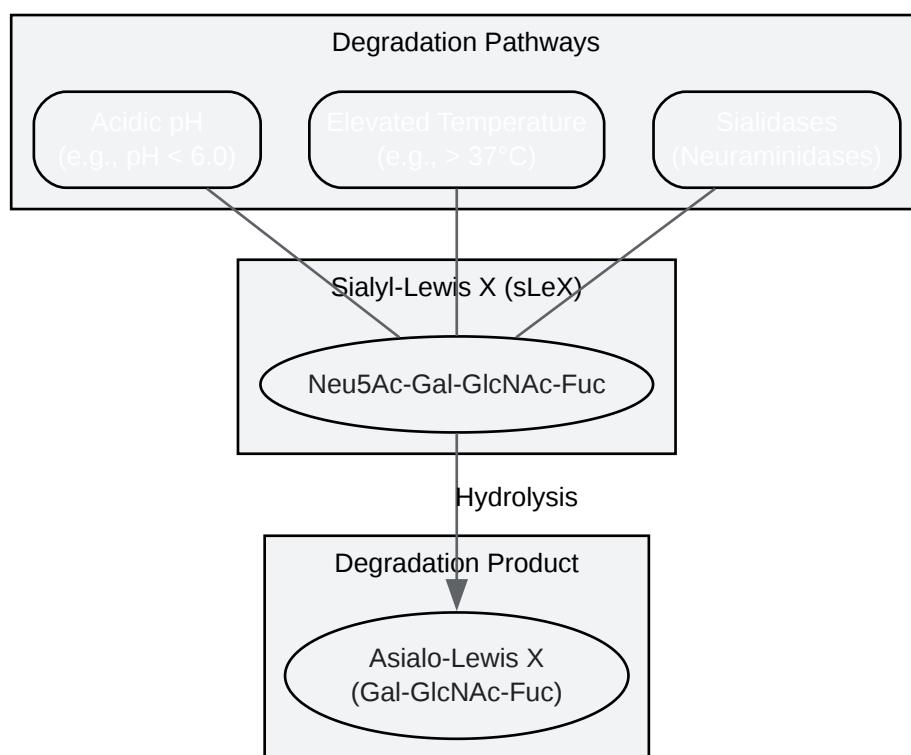 Degradation Pathways
Acidic pH
(e.g., pH < 6.0)
Elevated Temperature
(e.g., > 37°C)
Sialidases
(Neuraminidases)
Sialyl-Lewis X (sLeX)
Neu5Ac-Gal-GlcNAc-Fuc
Hydrolysis
Degradation Product
Asialo-Lewis X
(Gal-GlcNAc-Fuc)